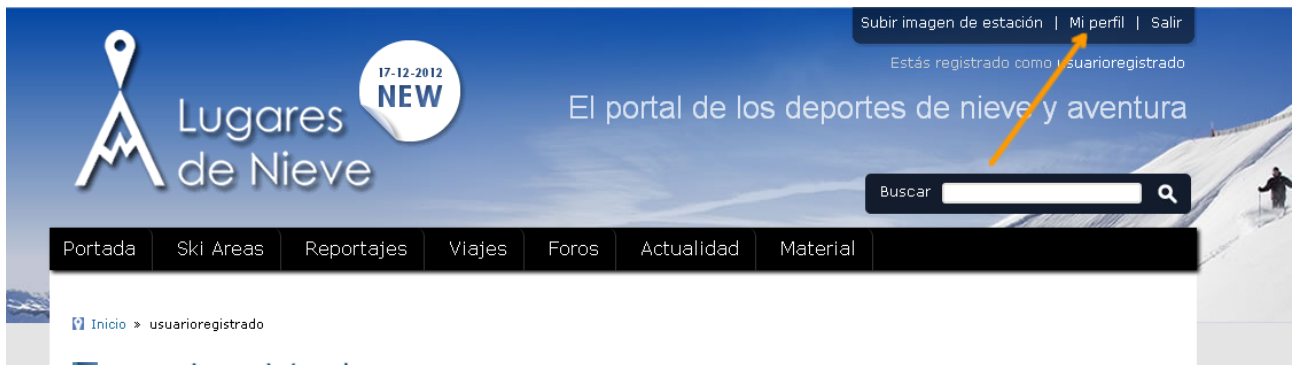 Subir imagen de estación | Mi perfil | Salir
Estás registrado como usuarioregistrado
17-12-2012
NEW
Lugares
de Nieve
El portal de los deportes de nieve y aventura
Buscar
Portada Ski Areas Reportajes Viajes Foros Actualidad Material
Inicio » usuarioregistrado